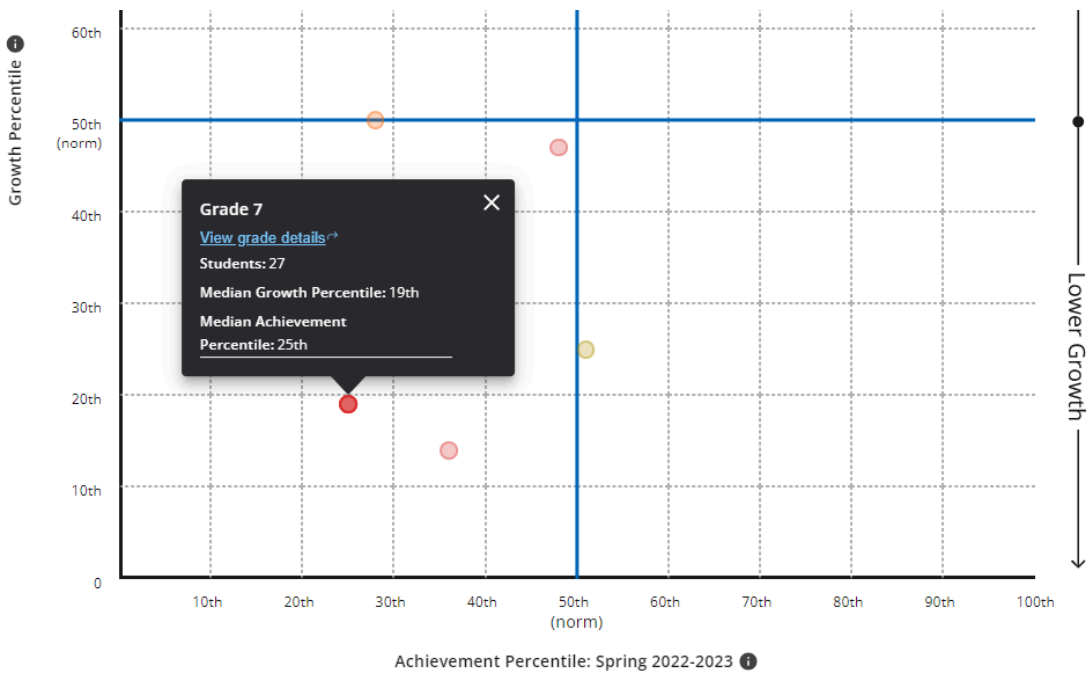 60th
50th
(norm)
40th
30th
20th
10th
0
Growth Percentile
Grade 7
View grade details
Students: 27
Median Growth Percentile: 19th
Median Achievement
Percentile: 25th
Lower Growth
10th
20th
30th
40th
50th
(norm)
60th
70th
80th
90th
100th
Achievement Percentile: Spring 2022-2023